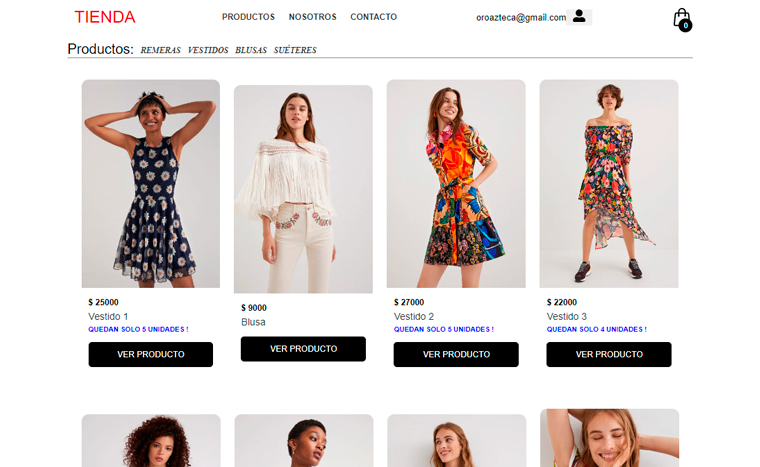 TIENDA
PRODUCTOS NOSOTROS CONTACTO
oroazteca@gmail.com
0
Productos: REMERAS VESTIDOS BLUSAS SUÉTERES
$ 25000
Vestido 1
QUEDAN SOLO 5 UNIDADES !
VER PRODUCTO
$ 9000
Blusa
VER PRODUCTO
$ 27000
Vestido 2
QUEDAN SOLO 5 UNIDADES !
VER PRODUCTO
$ 22000
Vestido 3
QUEDAN SOLO 4 UNIDADES !
VER PRODUCTO